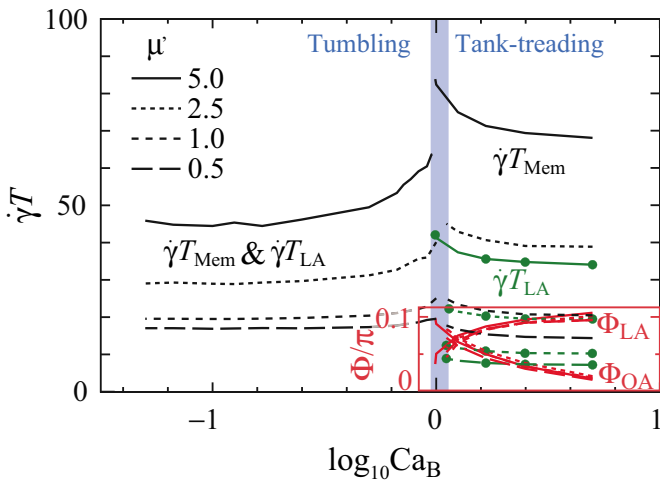 100
50
0
γ̇T
Tumbling
Tank-treading
μ'
5.0
2.5
1.0
0.5
γ̇T_Mem
γ̇T_Mem & γ̇T_LA
γ̇T_LA
0.1
0
Φ/π
Φ_LA
Φ_OA
−1
0
1
log₁₀Ca_B